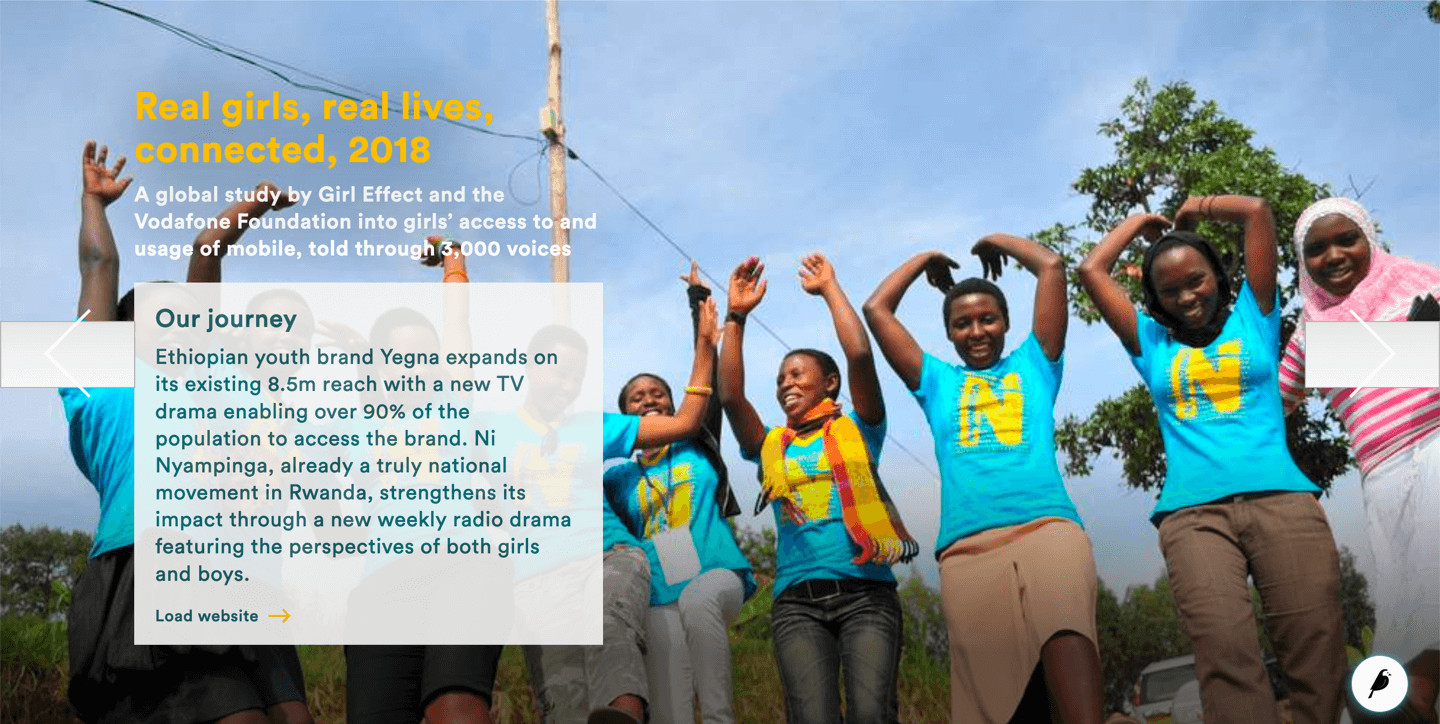 Real girls, real lives,
connected, 2018
A global study by Girl Effect and the
Vodafone Foundation into girls’ access to and
usage of mobile, told through 3,000 voices
Our journey
Ethiopian youth brand Yegna expands on
its existing 8.5m reach with a new TV
drama enabling over 90% of the
population to access the brand. Ni
Nyampinga, already a truly national
movement in Rwanda, strengthens its
impact through a new weekly radio drama
featuring the perspectives of both girls
and boys.
Load website
N
N
N
N